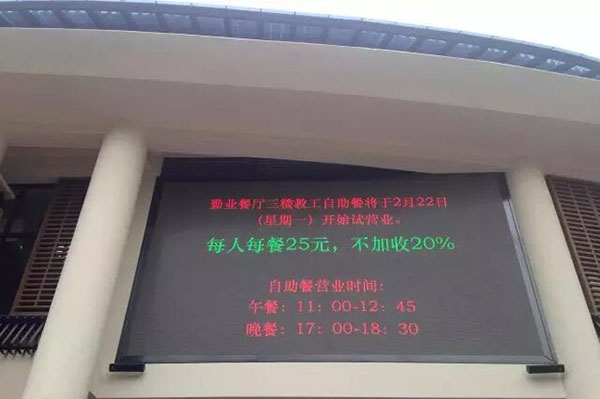 勤业餐厅三楼教工自助餐将于2月22日
（星期一）开始试营业。
每人每餐25元，不加收20%
自助餐营业时间：
午餐：11：00-12：45
晚餐：17：00-18：30